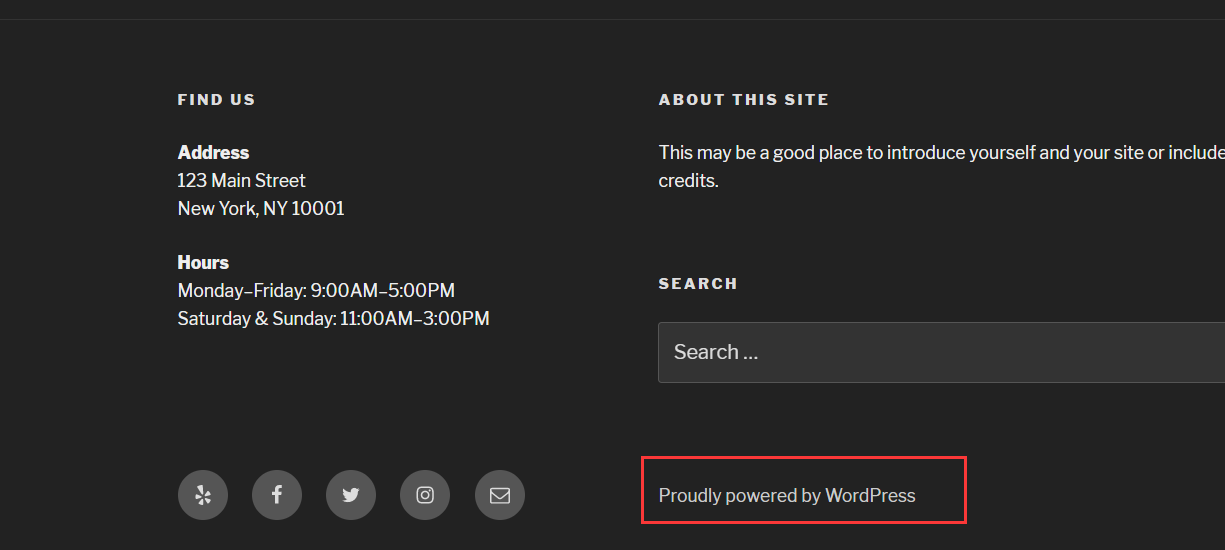 FIND US
Address
123 Main Street
New York, NY 10001
Hours
Monday–Friday: 9:00AM–5:00PM
Saturday & Sunday: 11:00AM–3:00PM
ABOUT THIS SITE
This may be a good place to introduce yourself and your site or include
credits.
SEARCH
Search …
Proudly powered by WordPress